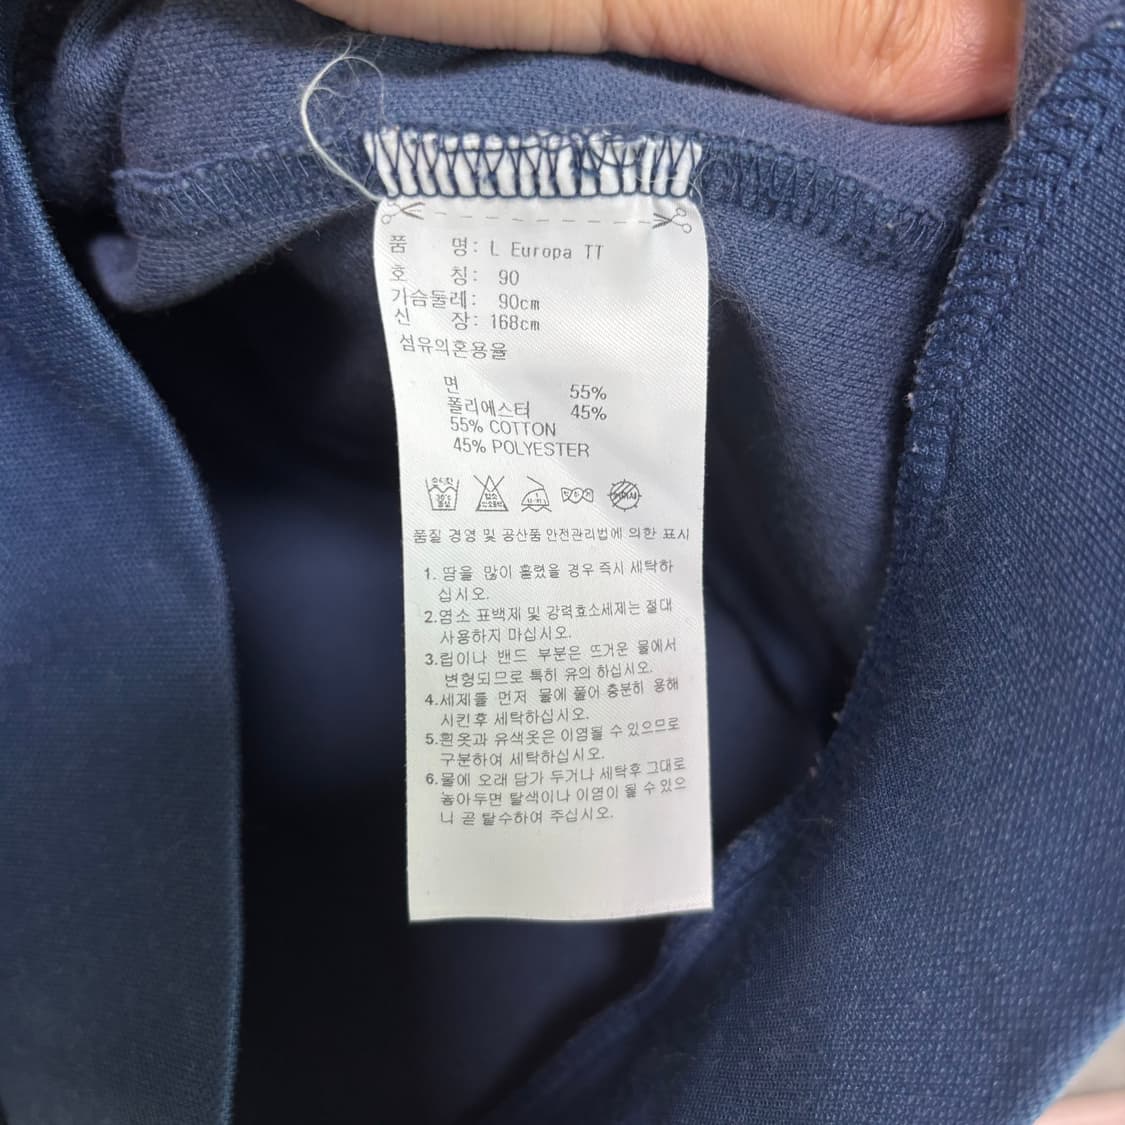 품 명: L Europa TT
호 칭: 90
가슴둘레: 90cm
신 장: 168cm
섬유의혼용율
면 55%
폴리에스터 45%
55% COTTON
45% POLYESTER
품질 경영 및 공산품 안전관리법에 의한 표시
1. 땀을 많이 흘렸을 경우 즉시 세탁하
십시오.
2.염소 표백제 및 강력효소세제는 절대
사용하지 마십시오.
3.립이나 밴드 부분은 뜨거운 물에서
변형되므로 특히 유의 하십시오.
4.세제를 먼저 물에 풀어 충분히 용해
시킨후 세탁하십시오.
5.흰옷과 유색옷은 이염될 수 있으므로
구분하여 세탁하십시오.
6.물에 오래 담가 두거나 세탁후 그대로
놓아두면 탈색이나 이염이 될 수 있으
니 곧 탈수하여 주십시오.